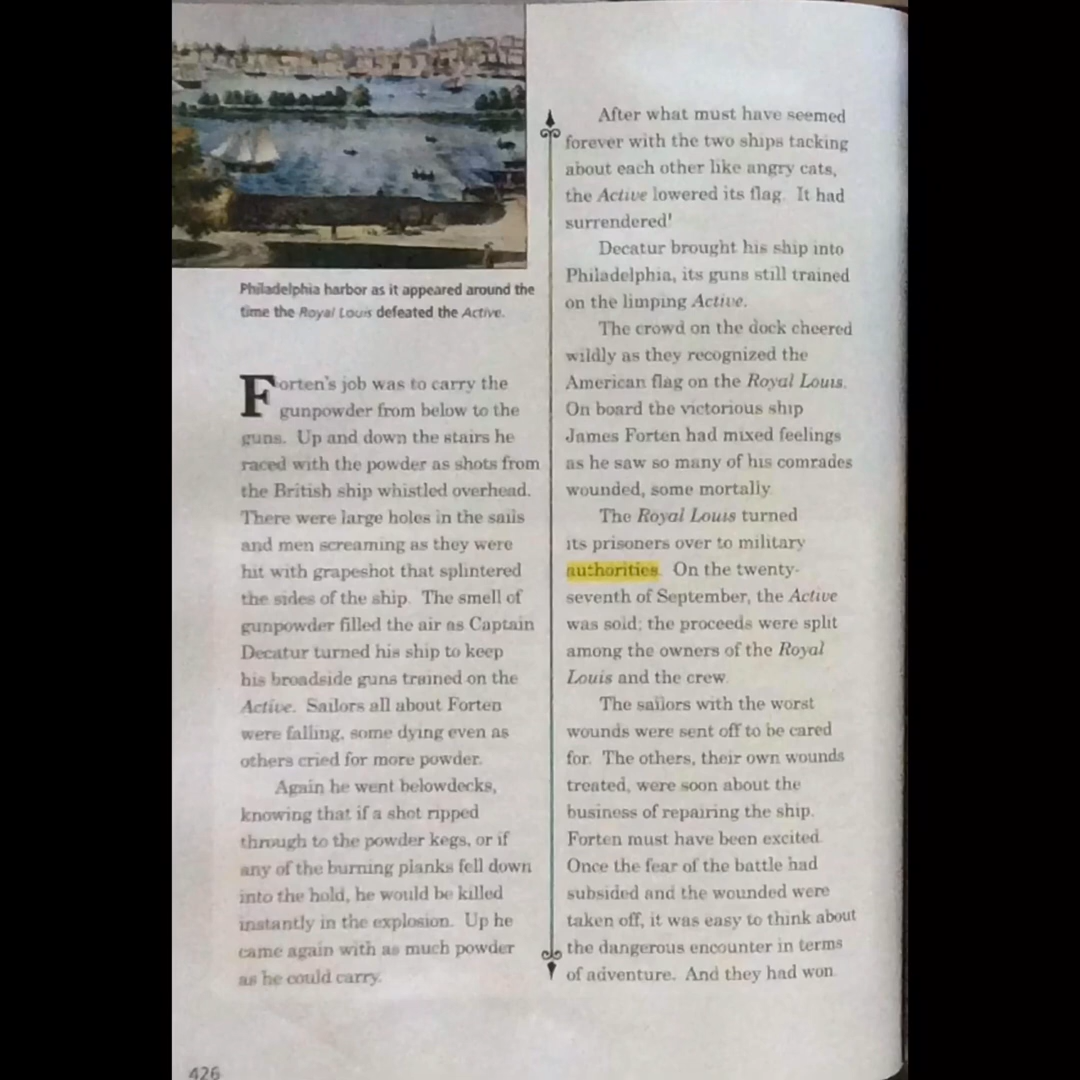 Philadelphia harbor as it appeared around the
time the Royal Louis defeated the Active.
Forten's job was to carry the
gunpowder from below to the
guns. Up and down the stairs he
raced with the powder as shots from
the British ship whistled overhead.
There were large holes in the sails
and men screaming as they were
hit with grapeshot that splintered
the sides of the ship. The smell of
gunpowder filled the air as Captain
Decatur turned his ship to keep
his broadside guns trained on the
Active. Sailors all about Forten
were falling, some dying even as
others cried for more powder.
Again he went belowdecks,
knowing that if a shot ripped
through to the powder kegs, or if
any of the burning planks fell down
into the hold, he would be killed
instantly in the explosion. Up he
came again with as much powder
as he could carry.
After what must have seemed
forever with the two ships tacking
about each other like angry cats,
the Active lowered its flag. It had
surrendered!
Decatur brought his ship into
Philadelphia, its guns still trained
on the limping Active.
The crowd on the dock cheered
wildly as they recognized the
American flag on the Royal Louis.
On board the victorious ship
James Forten had mixed feelings
as he saw so many of his comrades
wounded, some mortally.
The Royal Louis turned
its prisoners over to military
authorities. On the twenty-
seventh of September, the Active
was sold; the proceeds were split
among the owners of the Royal
Louis and the crew.
The sailors with the worst
wounds were sent off to be cared
for. The others, their own wounds
treated, were soon about the
business of repairing the ship.
Forten must have been excited.
Once the fear of the battle had
subsided and the wounded were
taken off, it was easy to think about
the dangerous encounter in terms
of adventure. And they had won.
426